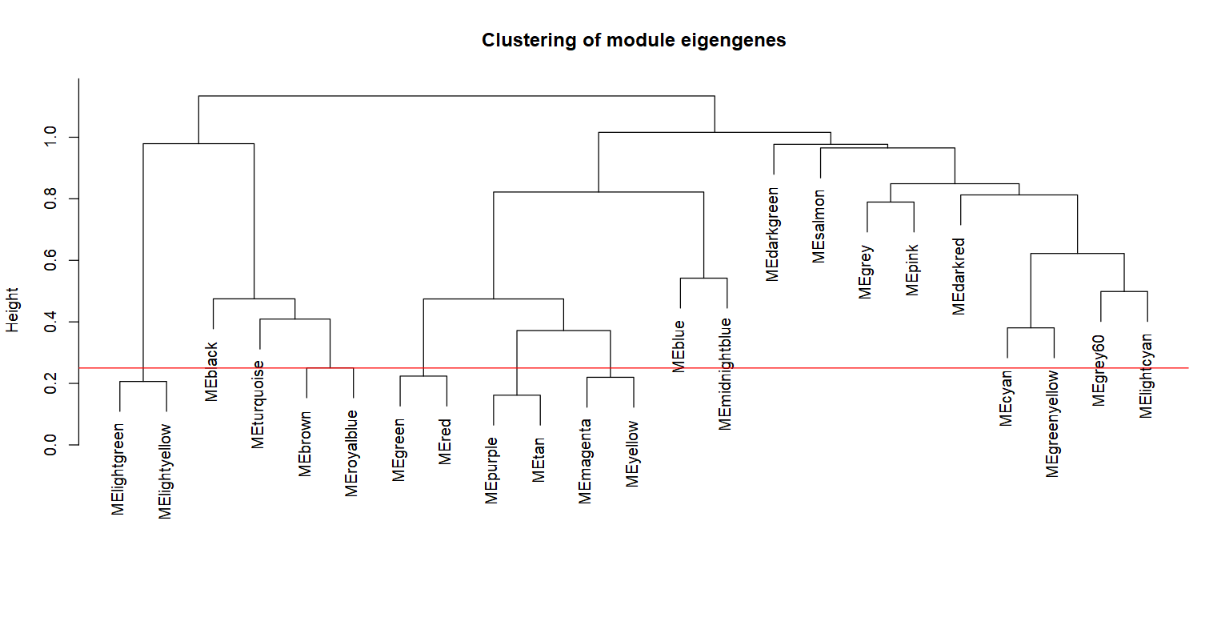 Clustering of module eigengenes
Height
1.0
0.8
0.6
0.4
0.2
0.0
MElightgreen
MElightyellow
MEblack
MEturquoise
MEbrown
MEroyalblue
MEgreen
MEred
MEpurple
MEtan
MEmagenta
MEyellow
MEblue
MEmidnightblue
MEdarkgreen
MEsalmon
MEgrey
MEpink
MEdarkred
MEcyan
MEgreenyellow
MEgrey60
MElightcyan